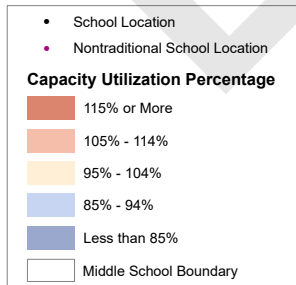 School Location
Nontraditional School Location
Capacity Utilization Percentage
115% or More
105% - 114%
95% - 104%
85% - 94%
Less than 85%
Middle School Boundary